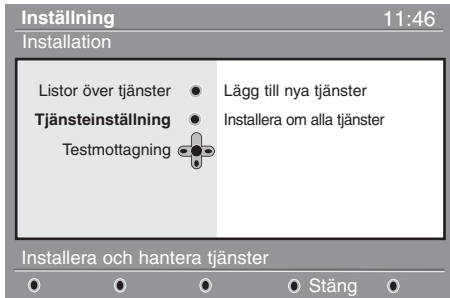 Inställning 11:46
Installation
Listor över tjänster Lägg till nya tjänster
Tjänsteinställning Installera om alla tjänster
Testmottagning
Installera och hantera tjänster
Stäng